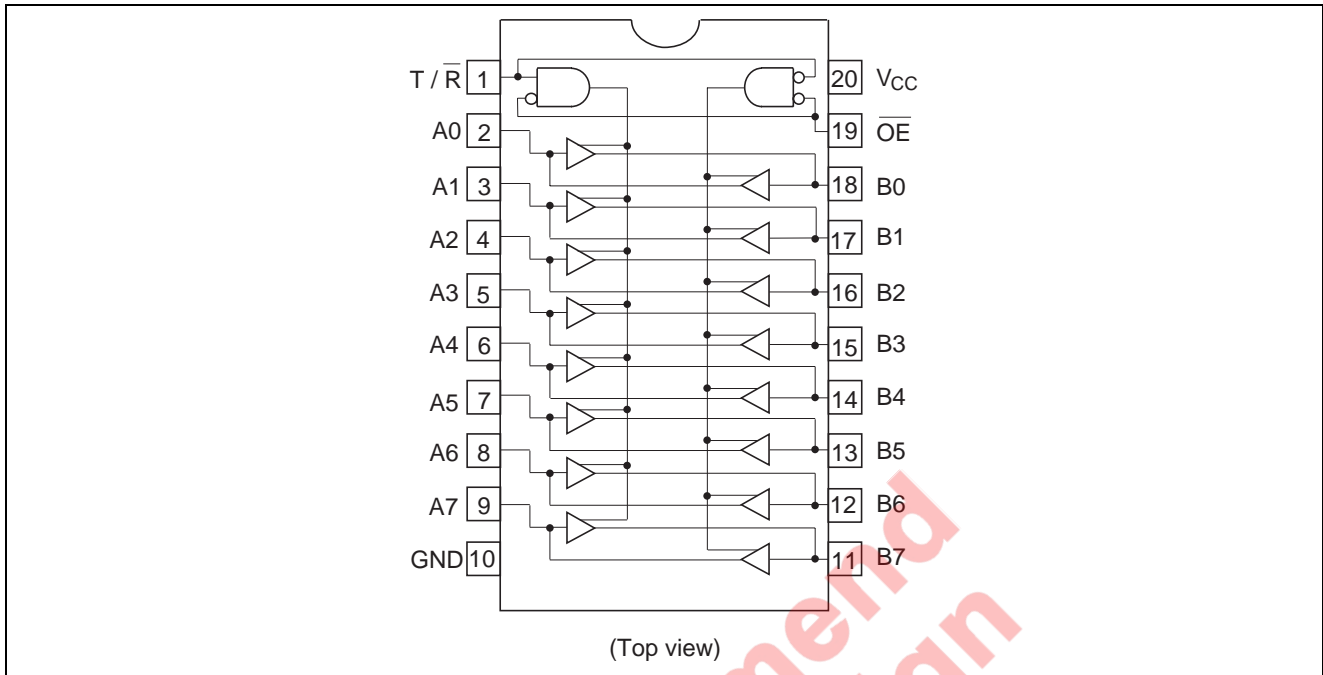 T / R̅ 1 20 VCC
A0 2 19 O̅E̅
A1 3 18 B0
A2 4 17 B1
A3 5 16 B2
A4 6 15 B3
A5 7 14 B4
A6 8 13 B5
A7 9 12 B6
GND 10 11 B7
(Top view)